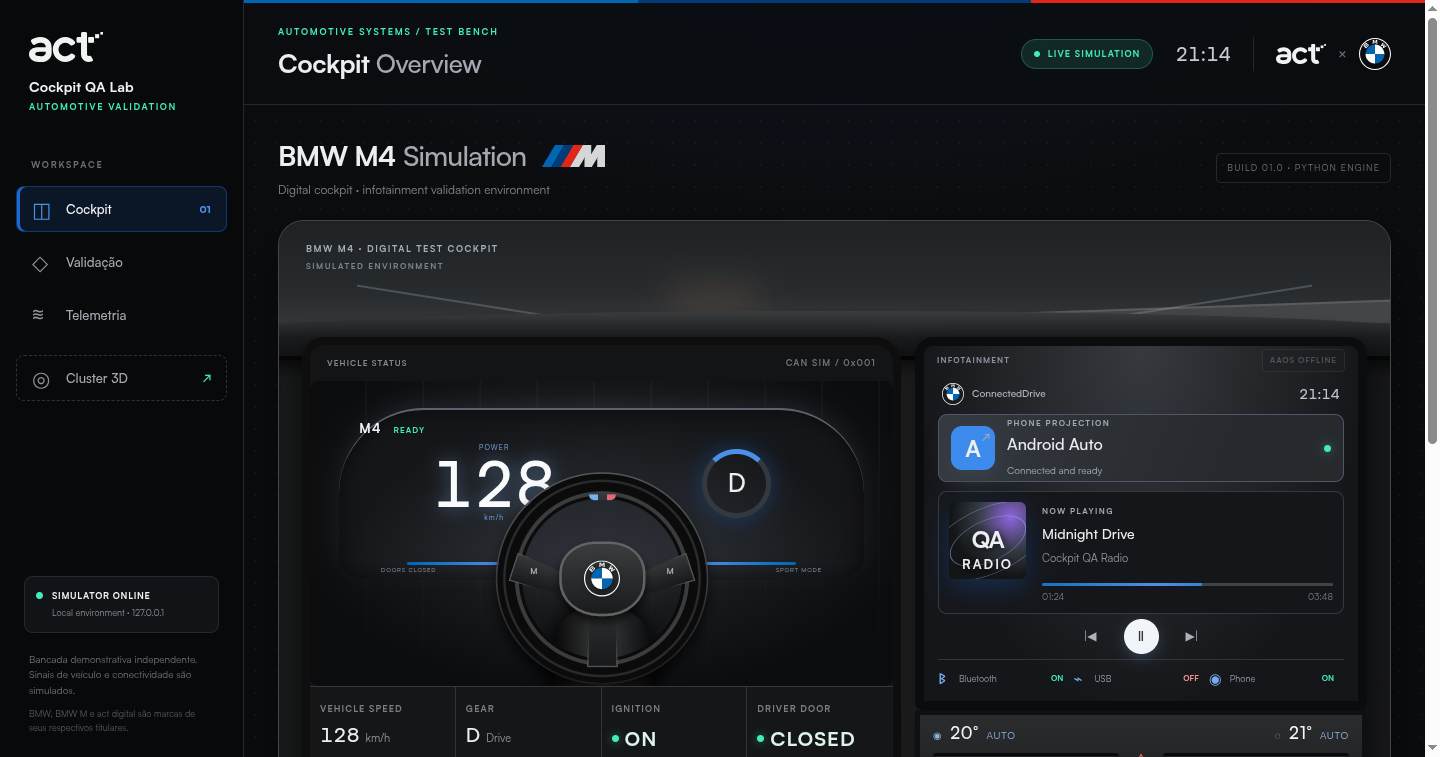 act
Cockpit QA Lab
AUTOMOTIVE VALIDATION
WORKSPACE
Cockpit 01
Validação
Telemetria
Cluster 3D
SIMULATOR ONLINE
Local environment · 127.0.0.1
Bancada demonstrativa independente.
Sinais de veículo e conectividade são
simulados.
BMW, BMW M e act digital são marcas de
seus respectivos titulares.
AUTOMOTIVE SYSTEMS / TEST BENCH
Cockpit Overview
LIVE SIMULATION
21:14
act × BMW
BMW M4 Simulation M
Digital cockpit · infotainment validation environment
BUILD 01.0 · PYTHON ENGINE
BMW M4 · DIGITAL TEST COCKPIT
SIMULATED ENVIRONMENT
VEHICLE STATUS
CAN SIM / 0x001
M4 READY
POWER
128
km/h
D
DOORS CLOSED
SPORT MODE
M BMW M
VEHICLE SPEED
128 km/h
GEAR
D Drive
IGNITION
ON
DRIVER DOOR
CLOSED
INFOTAINMENT
AAOS OFFLINE
BMW ConnectedDrive
21:14
A
PHONE PROJECTION
Android Auto
Connected and ready
QA
RADIO
NOW PLAYING
Midnight Drive
Cockpit QA Radio
01:24 03:48
Bluetooth ON
USB OFF
Phone ON
20° AUTO
21° AUTO